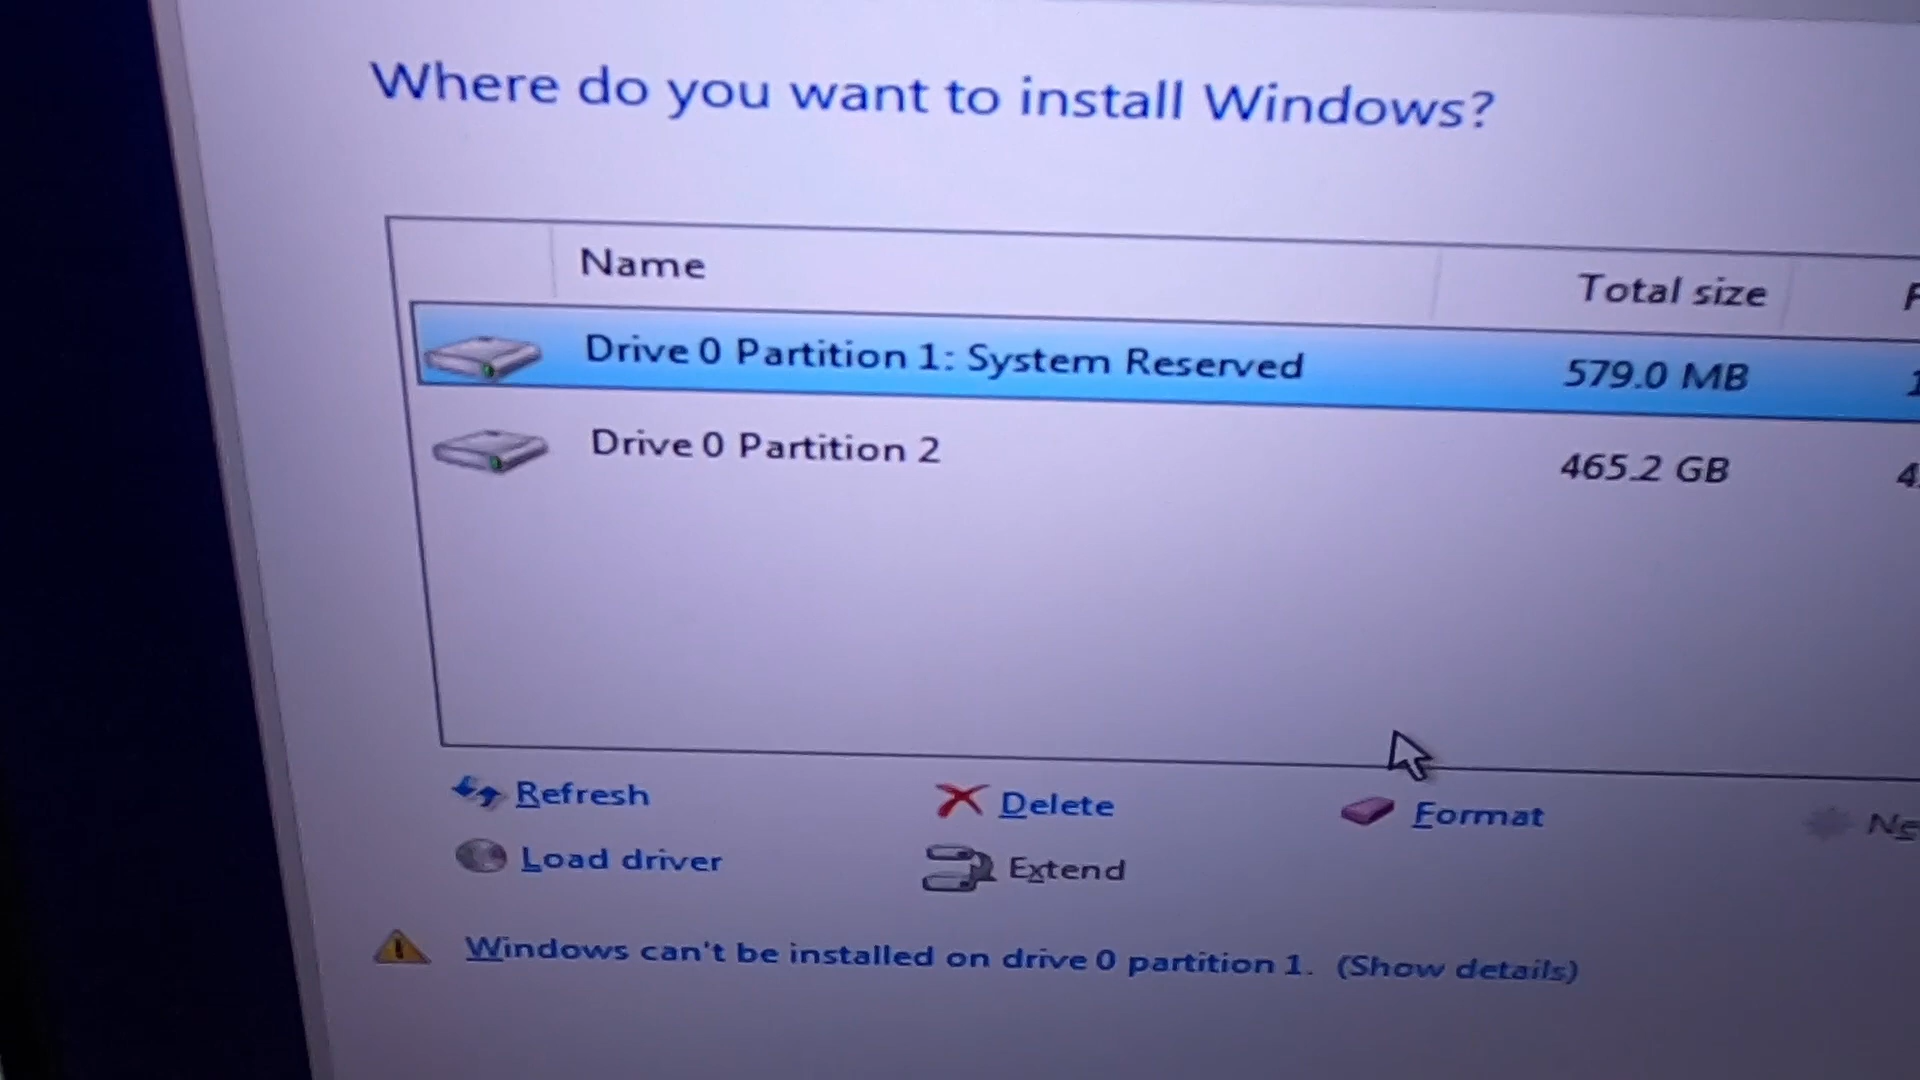 Where do you want to install Windows?
Name Total size
Drive 0 Partition 1: System Reserved 579.0 MB
Drive 0 Partition 2 465.2 GB
Refresh Delete Format
Load driver Extend
Windows can't be installed on drive 0 partition 1. (Show details)